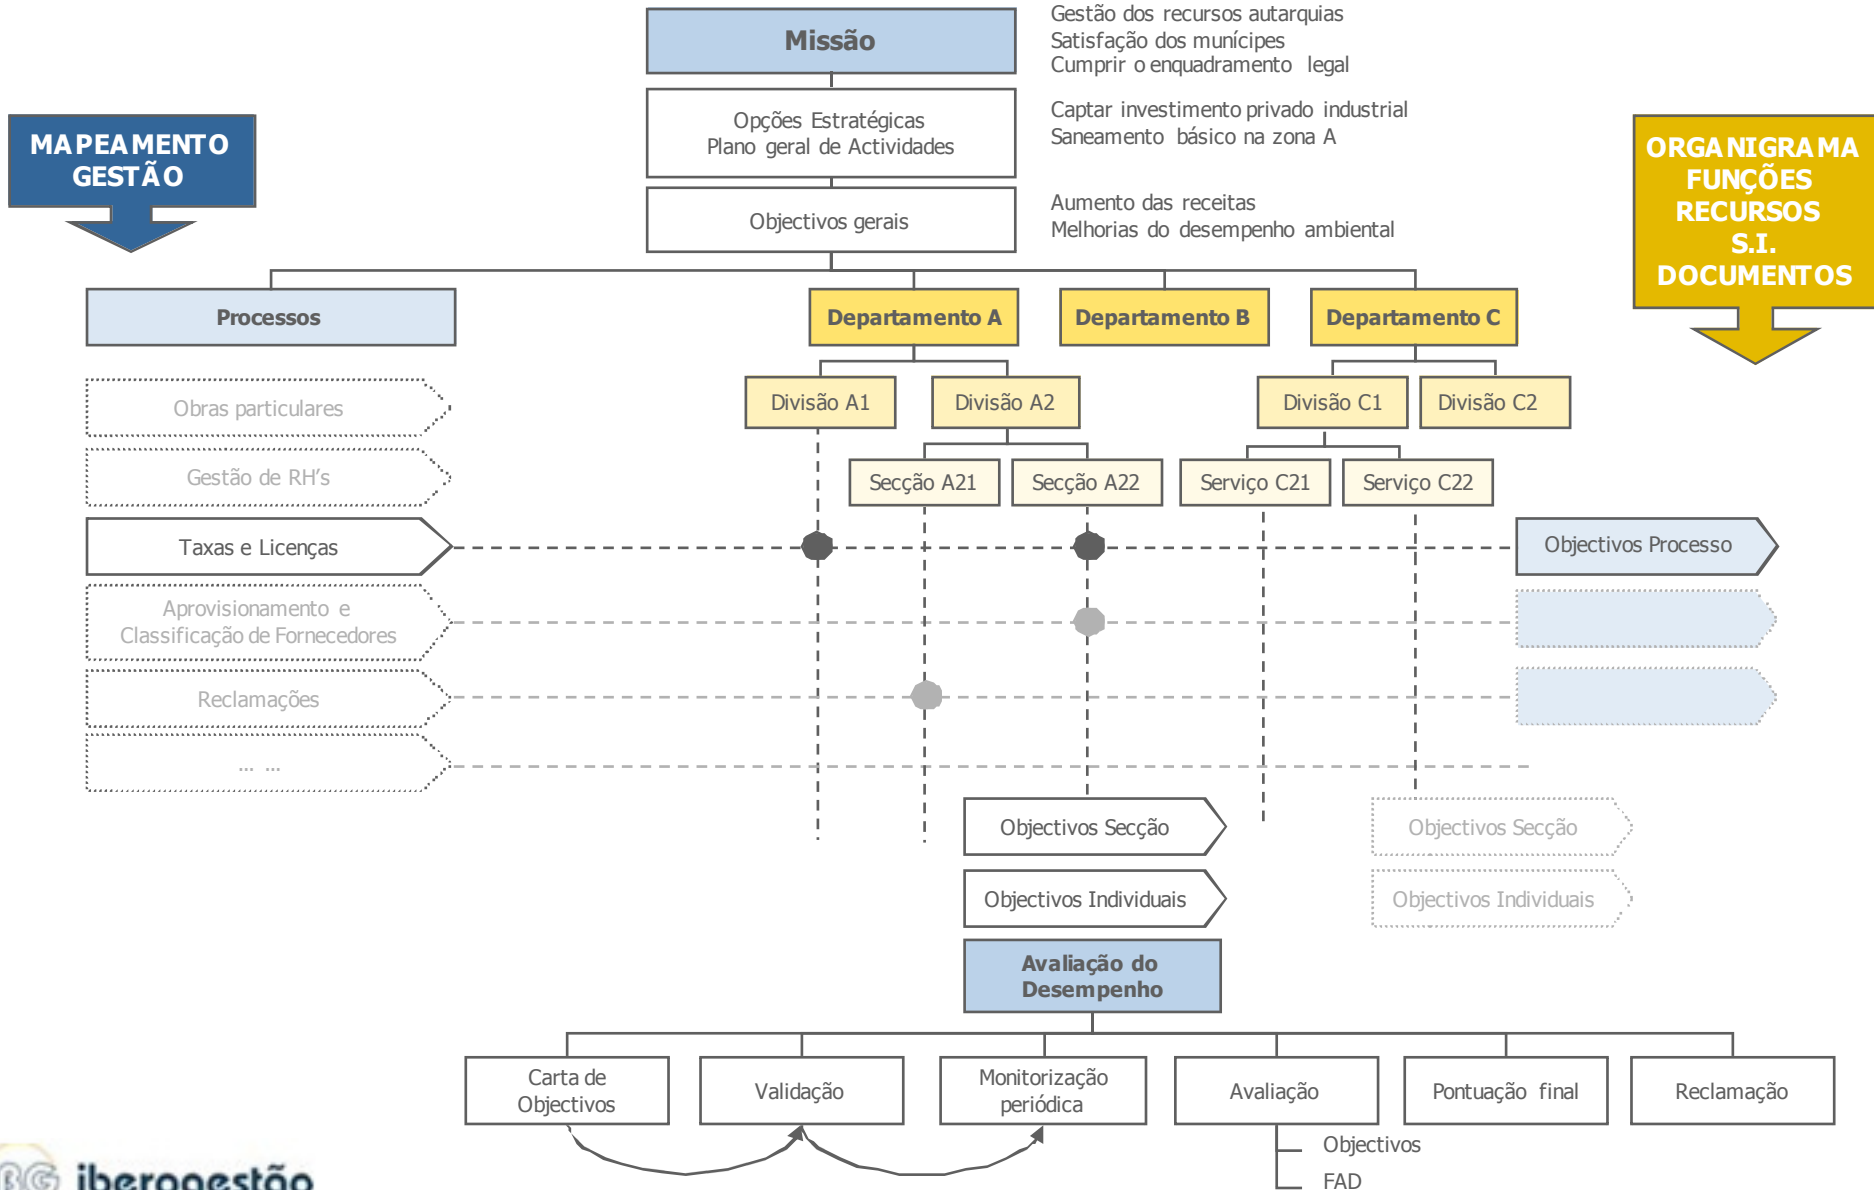 Missão
Gestão dos recursos autarquias
Satisfação dos munícipes
Cumprir o enquadramento legal
Opções Estratégicas
Plano geral de Actividades
Captar investimento privado industrial
Saneamento básico na zona A
MAPEAMENTO
GESTÃO
ORGANIGRAMA
FUNÇÕES
RECURSOS
S.I.
DOCUMENTOS
Objectivos gerais
Aumento das receitas
Melhorias do desempenho ambiental
Processos
Departamento A
Departamento B
Departamento C
Obras particulares
Divisão A1
Divisão A2
Divisão C1
Divisão C2
Gestão de RH's
Secção A21
Secção A22
Serviço C21
Serviço C22
Taxas e Licenças
Objectivos Processo
Aprovisionamento e
Classificação de Fornecedores
Reclamações
... ...
Objectivos Secção
Objectivos Secção
Objectivos Individuais
Objectivos Individuais
Avaliação do
Desempenho
Carta de
Objectivos
Validação
Monitorização
periódica
Avaliação
Pontuação final
Reclamação
Objectivos
FAD
iberogestão